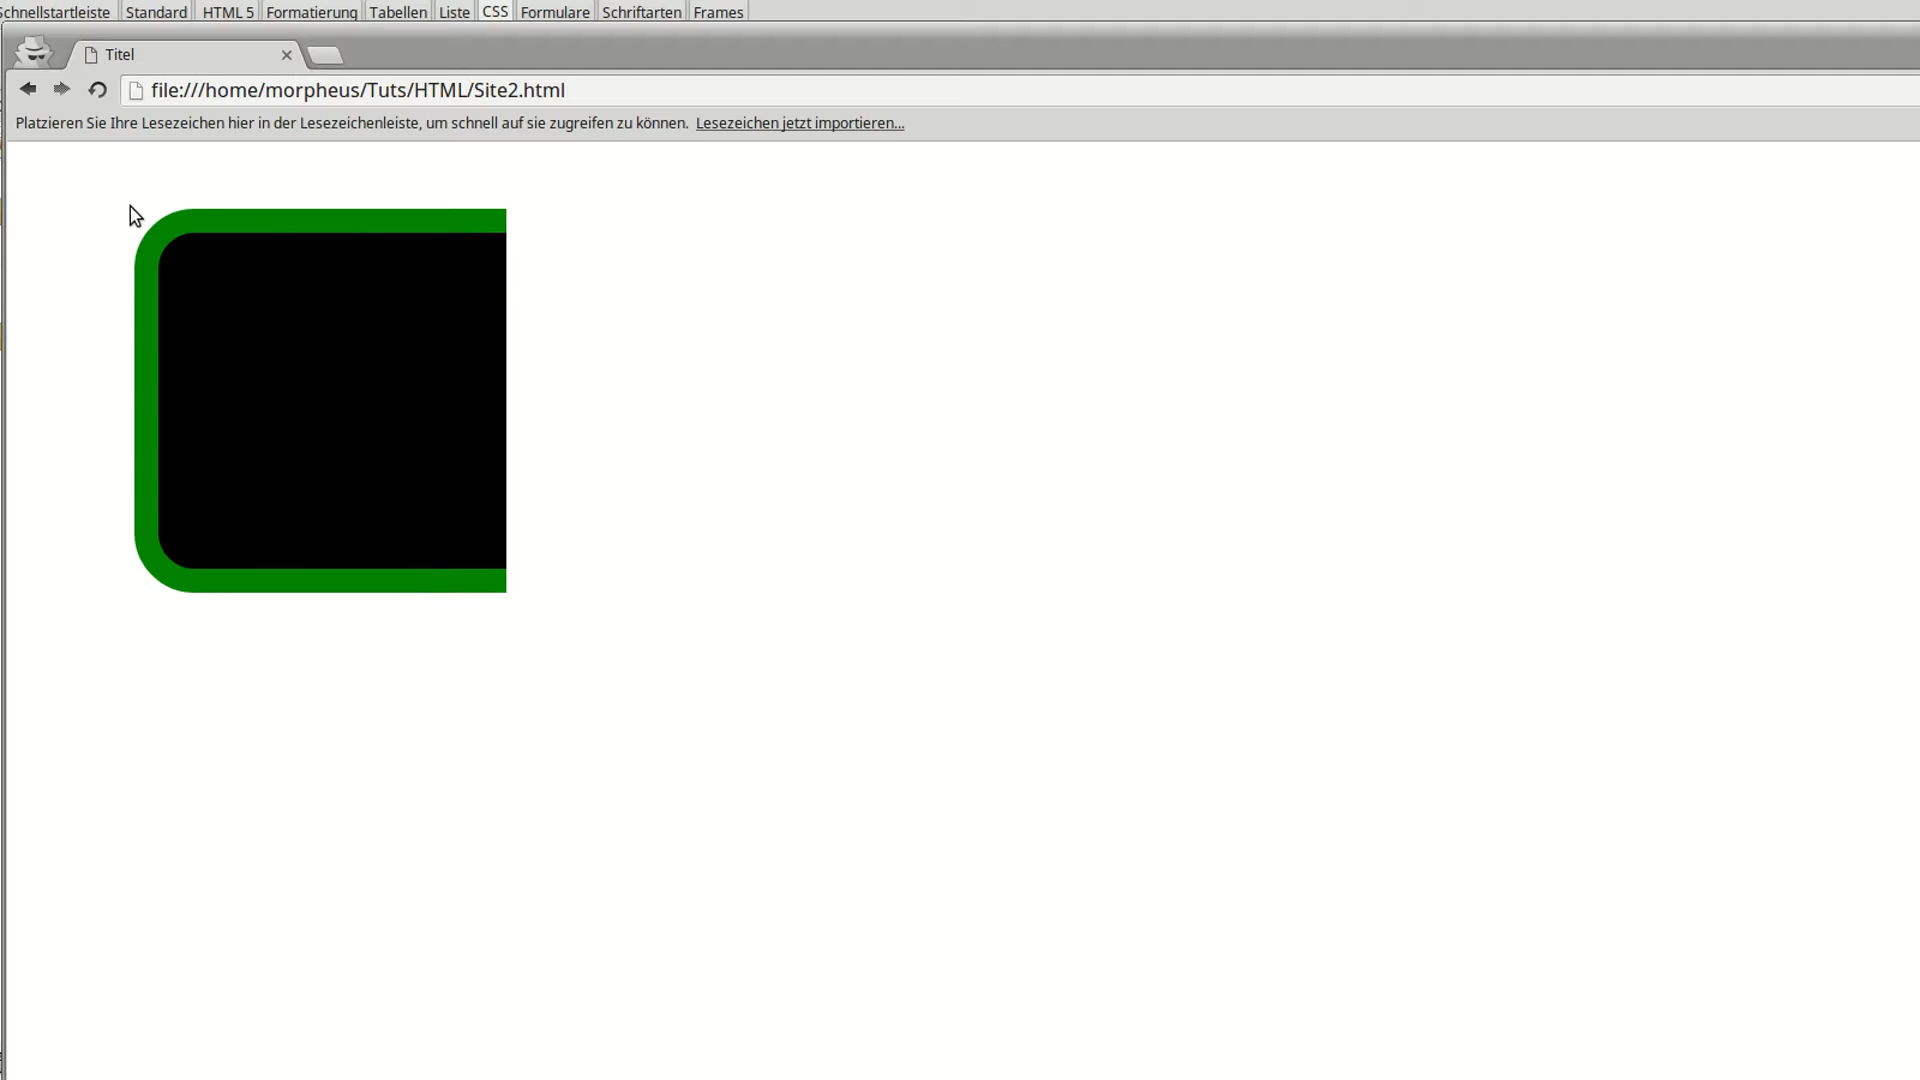 Schnellstartleiste Standard HTML 5 Formatierung Tabellen Liste CSS Formulare Schriftarten Frames
Titel
file:///home/morpheus/Tuts/HTML/Site2.html
Platzieren Sie Ihre Lesezeichen hier in der Lesezeichenleiste, um schnell auf sie zugreifen zu können. Lesezeichen jetzt importieren...